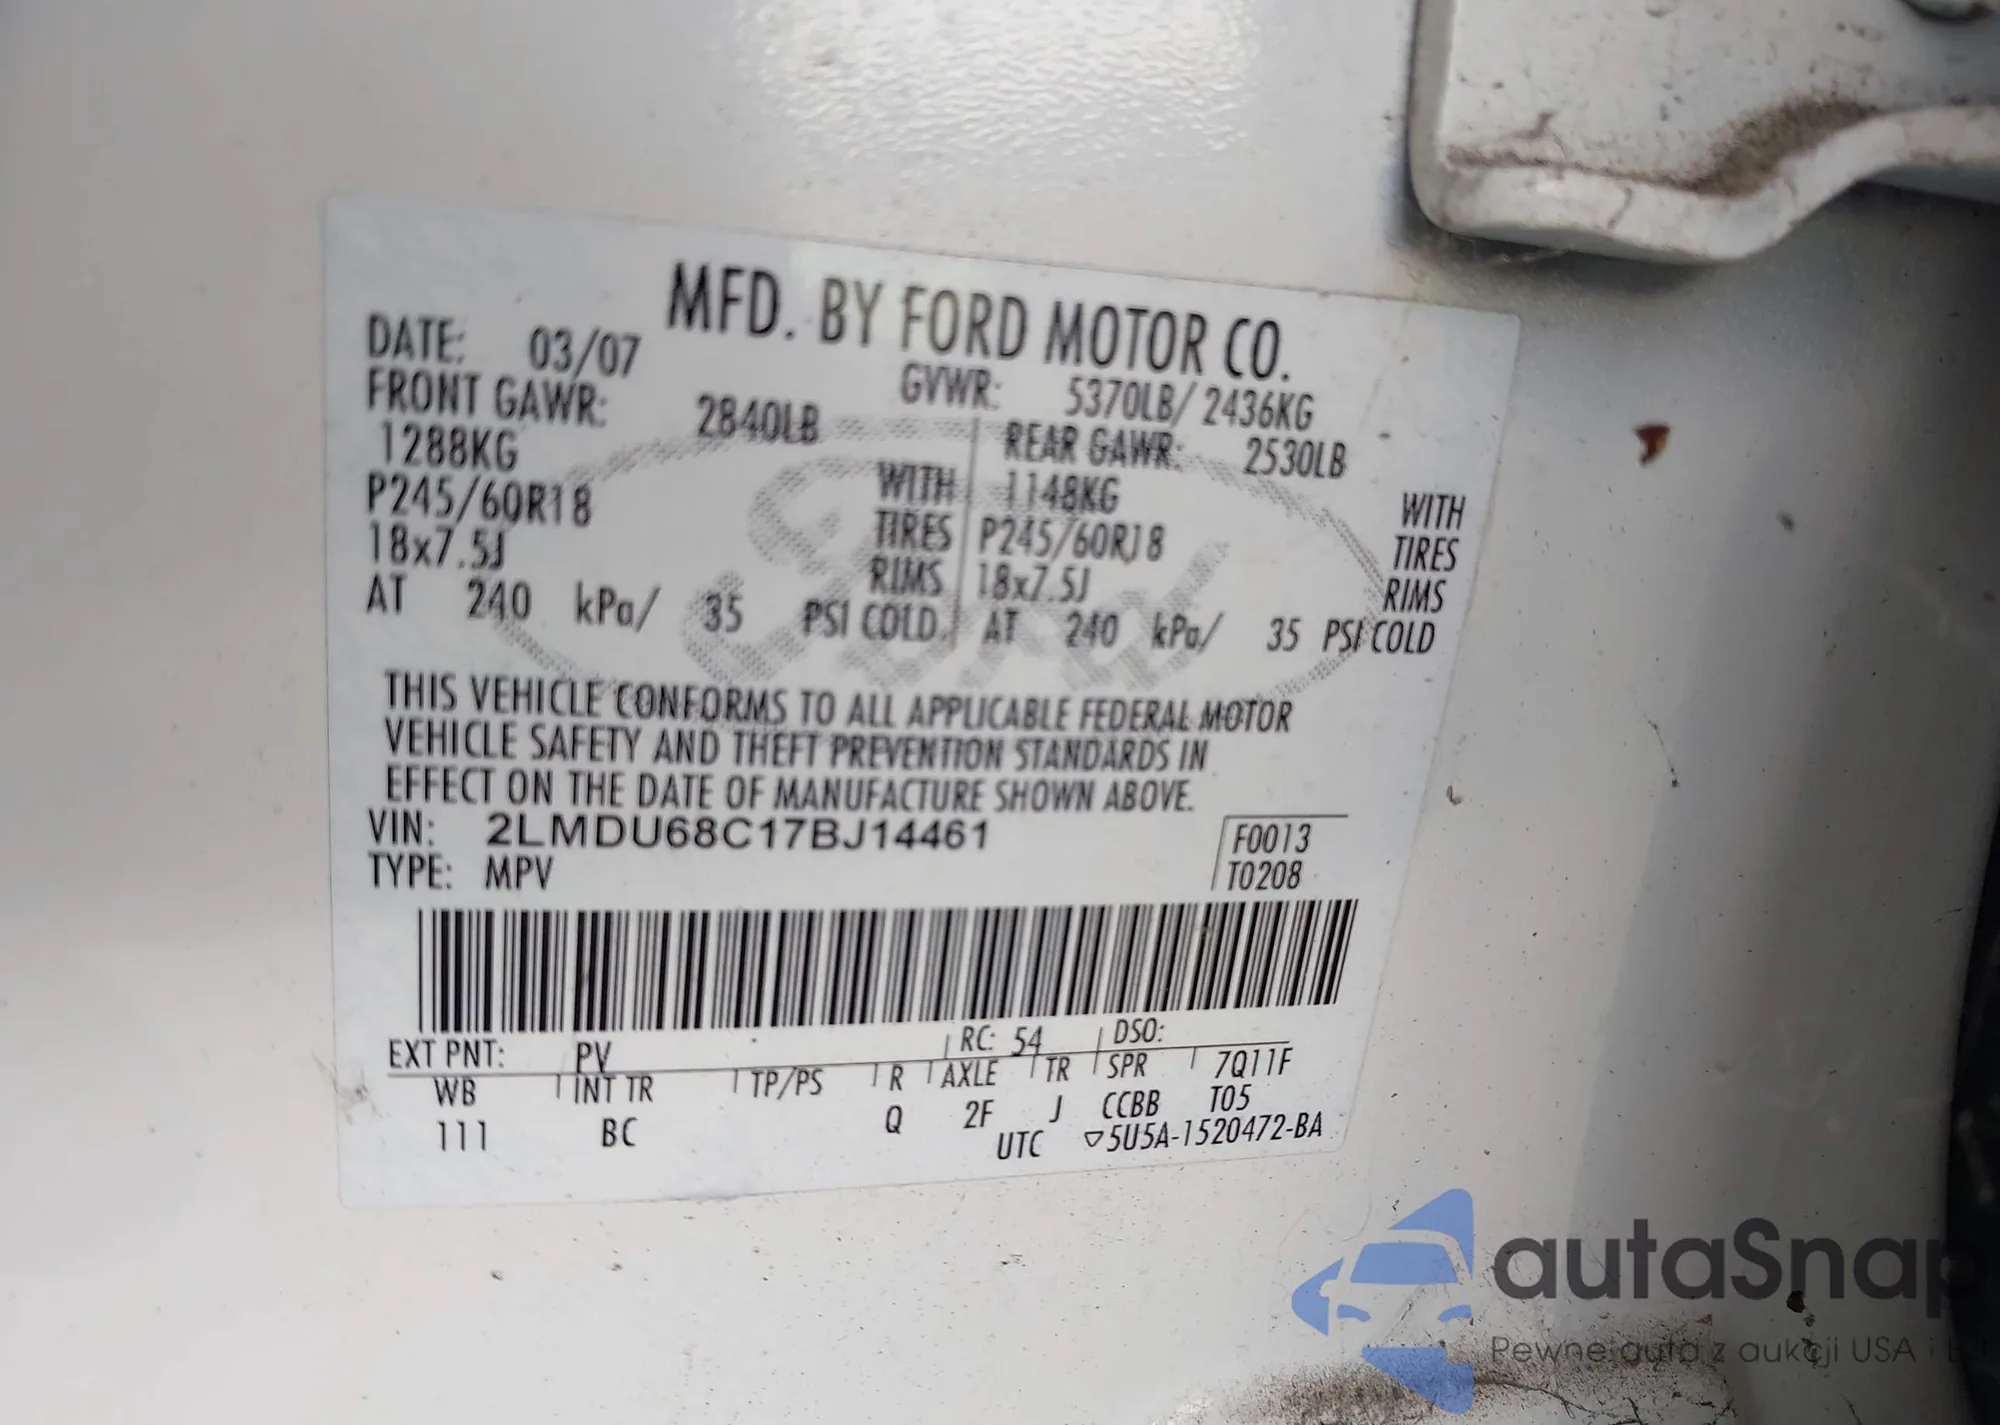 MFD. BY FORD MOTOR CO.
DATE: 03/07
GVWR: 5370LB/ 2436KG
FRONT GAWR: 2840LB
REAR GAWR: 2530LB
1288KG WITH
1148KG WITH
P245/60R18 TIRES
P245/60R18 TIRES
18x7.5J RIMS
18x7.5J RIMS
AT 240 kPa/ 35 PSI COLD
AT 240 kPa/ 35 PSI COLD
THIS VEHICLE CONFORMS TO ALL APPLICABLE FEDERAL MOTOR
VEHICLE SAFETY AND THEFT PREVENTION STANDARDS IN
EFFECT ON THE DATE OF MANUFACTURE SHOWN ABOVE.
VIN: 2LMDU68C17BJ14461
F0013
TYPE: MPV
T0208
EXT PNT: PV RC: 54 DSO:
WB INT TR TP/PS R AXLE TR SPR 7Q11F
111 BC Q 2F J CCBB T05
UTC ▽5U5A-1520472-BA
Ford
autaSnap
Pewne auta z aukcji USA i